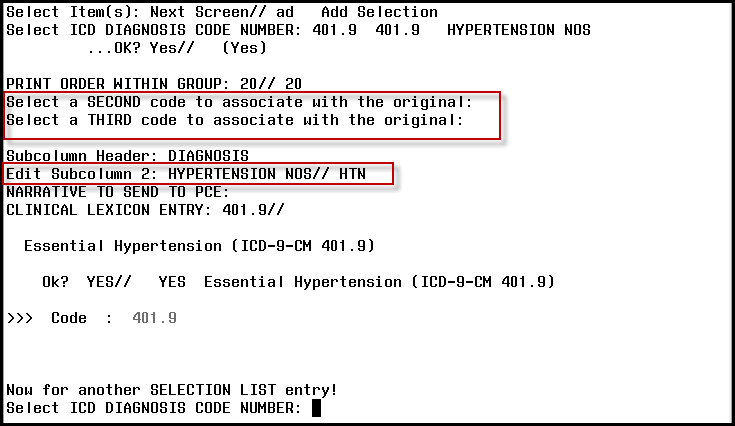 Select Item(s): Next Screen// ad   Add Selection
Select ICD DIAGNOSIS CODE NUMBER: 401.9  401.9   HYPERTENSION NOS
         ...OK? Yes//   (Yes)
PRINT ORDER WITHIN GROUP: 20// 20
Select a SECOND code to associate with the original:
Select a THIRD code to associate with the original:
Subcolumn Header: DIAGNOSIS
Edit Subcolumn 2: HYPERTENSION NOS// HTN
NARRATIVE TO SEND TO PCE:
CLINICAL LEXICON ENTRY: 401.9//
  Essential Hypertension (ICD-9-CM 401.9)
    Ok?  YES//   YES  Essential Hypertension (ICD-9-CM 401.9)
>>>  Code  :  401.9
Now for another SELECTION LIST entry!
Select ICD DIAGNOSIS CODE NUMBER: